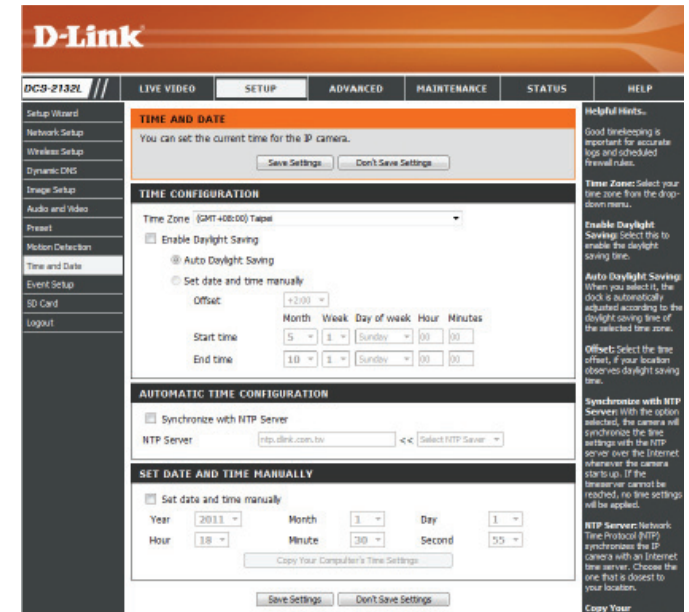 D-Link
DCS-2132L
LIVE VIDEO
SETUP
ADVANCED
MAINTENANCE
STATUS
HELP
Setup Wizard
Network Setup
Wireless Setup
Dynamic DNS
Image Setup
Audio and Video
Preset
Motion Detection
Time and Date
Event Setup
SD Card
Logout
TIME AND DATE
You can set the current time for the IP camera.
Save Settings Don't Save Settings
TIME CONFIGURATION
Time Zone (GMT+08:00) Taipei
Enable Daylight Saving
Auto Daylight Saving
Set date and time manually
Offset +2:00
Month Week Day of week Hour Minutes
Start time 5 1 Sunday 00 00
End time 10 1 Sunday 00 00
AUTOMATIC TIME CONFIGURATION
Synchronize with NTP Server
NTP Server ntp.dlink.com.tw << Select NTP Saver
SET DATE AND TIME MANUALLY
Set date and time manually
Year 2011 Month 1 Day 1
Hour 18 Minute 30 Second 55
Copy Your Computer's Time Settings
Save Settings Don't Save Settings
Helpful Hints..
Good timekeeping is
important for accurate
logs and scheduled
firewall rules.
Time Zone: Select your
time zone from the drop-
down menu.
Enable Daylight
Saving: Select this to
enable the daylight
saving time.
Auto Daylight Saving:
When you select it, the
clock is automatically
adjusted according to the
daylight saving time of
the selected time zone.
Offset: Select the time
offset, if your location
observes daylight saving
time.
Synchronize with NTP
Server: With the option
selected, the camera will
synchronize the time
settings with the NTP
server over the Internet
whenever the camera
starts up. If the
timeserver cannot be
reached, no time settings
will be applied.
NTP Server: Network
Time Protocol (NTP)
synchronizes the IP
camera with an Internet
time server. Choose the
one that is closest to
your location.
Copy Your